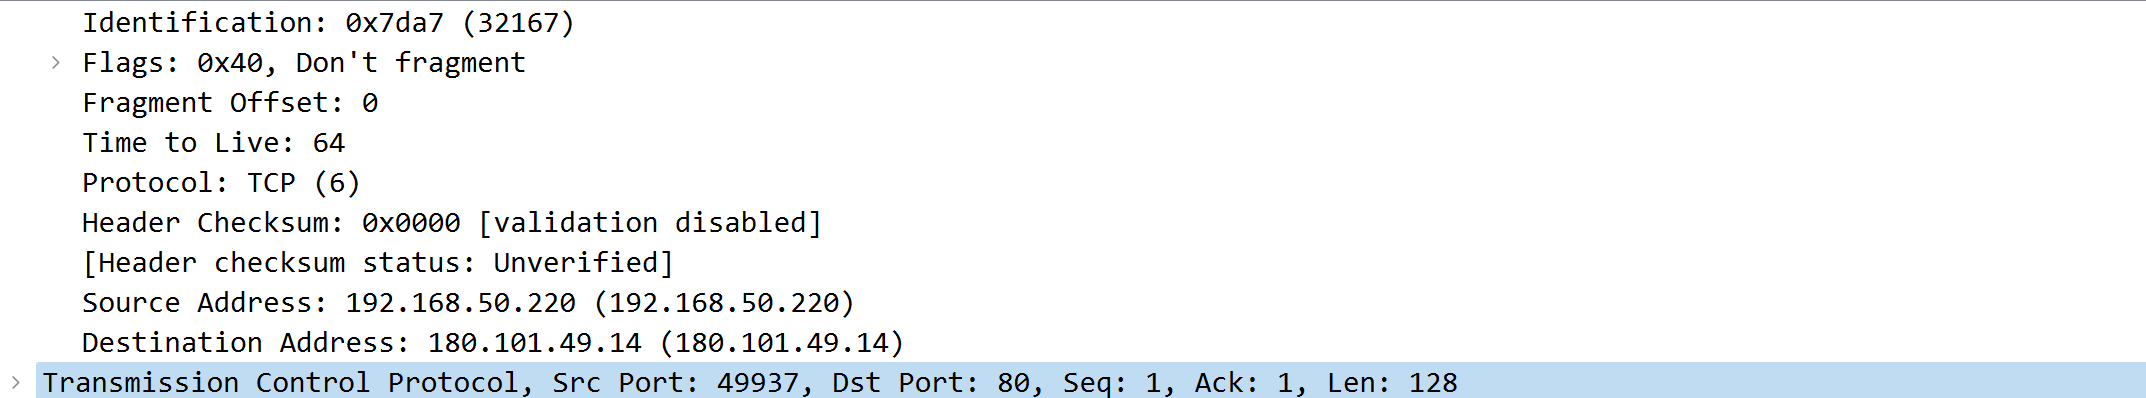 Identification: 0x7da7 (32167)
Flags: 0x40, Don't fragment
Fragment Offset: 0
Time to Live: 64
Protocol: TCP (6)
Header Checksum: 0x0000 [validation disabled]
[Header checksum status: Unverified]
Source Address: 192.168.50.220 (192.168.50.220)
Destination Address: 180.101.49.14 (180.101.49.14)
Transmission Control Protocol, Src Port: 49937, Dst Port: 80, Seq: 1, Ack: 1, Len: 128